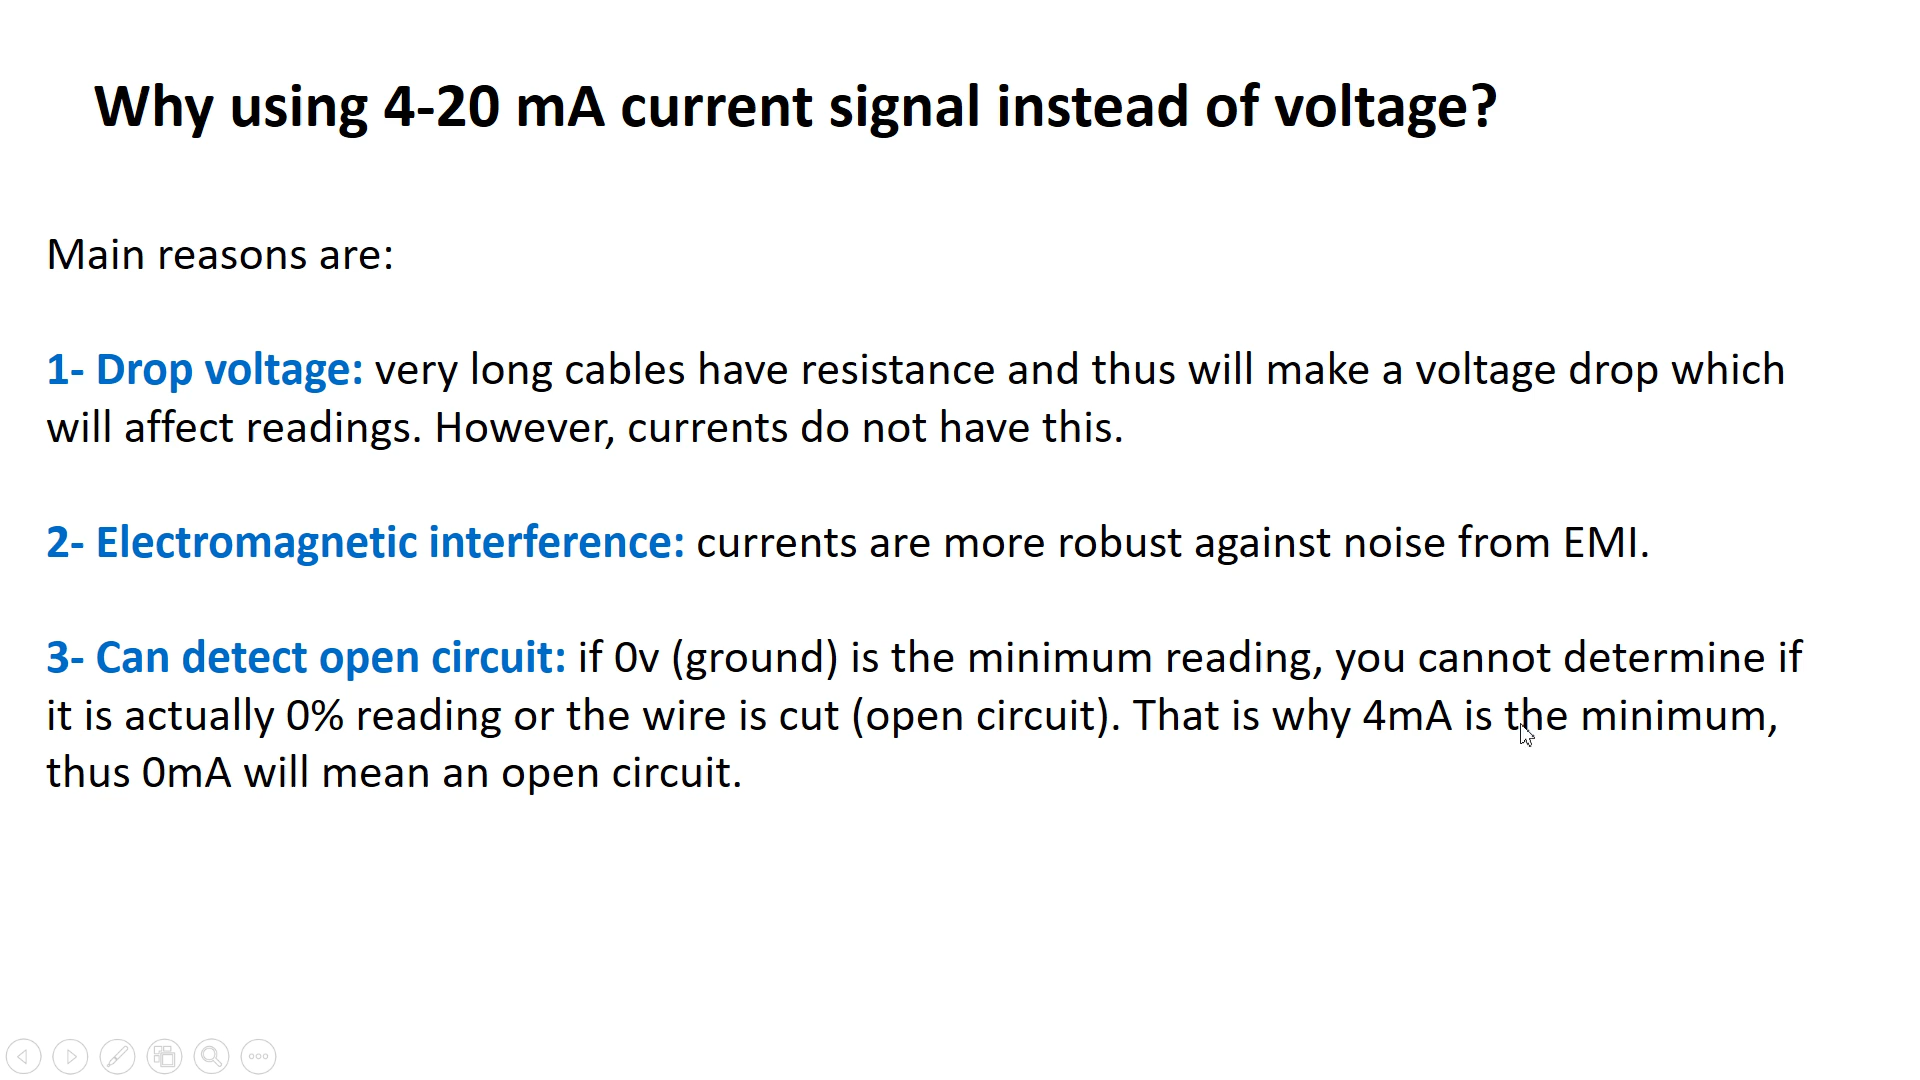 Why using 4-20 mA current signal instead of voltage?
Main reasons are:
1- Drop voltage: very long cables have resistance and thus will make a voltage drop which
will affect readings. However, currents do not have this.
2- Electromagnetic interference: currents are more robust against noise from EMI.
3- Can detect open circuit: if 0v (ground) is the minimum reading, you cannot determine if
it is actually 0% reading or the wire is cut (open circuit). That is why 4mA is the minimum,
thus 0mA will mean an open circuit.